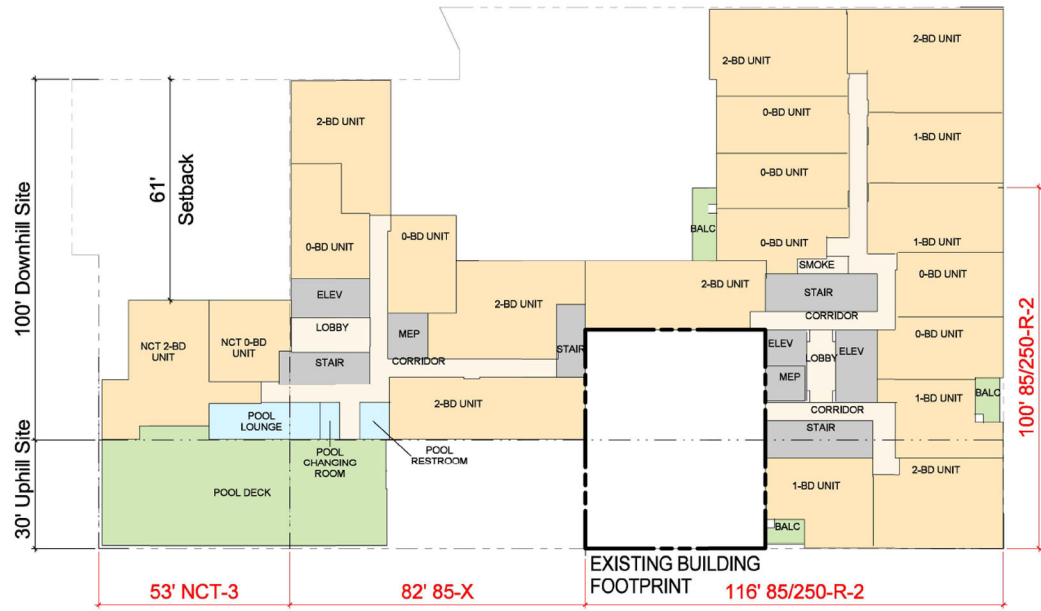 2-BD UNIT
2-BD UNIT
0-BD UNIT
1-BD UNIT
0-BD UNIT
BALC
0-BD UNIT
1-BD UNIT
SMOKE
0-BD UNIT
2-BD UNIT
STAIR
CORRIDOR
0-BD UNIT
ELEV
LOBBY
ELEV
MEP
1-BD UNIT
BALC
CORRIDOR
STAIR
2-BD UNIT
1-BD UNIT
BALC
2-BD UNIT
0-BD UNIT
0-BD UNIT
2-BD UNIT
ELEV
LOBBY
MEP
STAIR
STAIR
CORRIDOR
NCT 2-BD
UNIT
NCT 0-BD
UNIT
2-BD UNIT
POOL
LOUNGE
POOL
CHANGING
ROOM
POOL
RESTROOM
POOL DECK
61'
Setback
100' Downhill Site
30' Uphill Site
100' 85/250-R-2
EXISTING BUILDING
FOOTPRINT
53' NCT-3
82' 85-X
116' 85/250-R-2